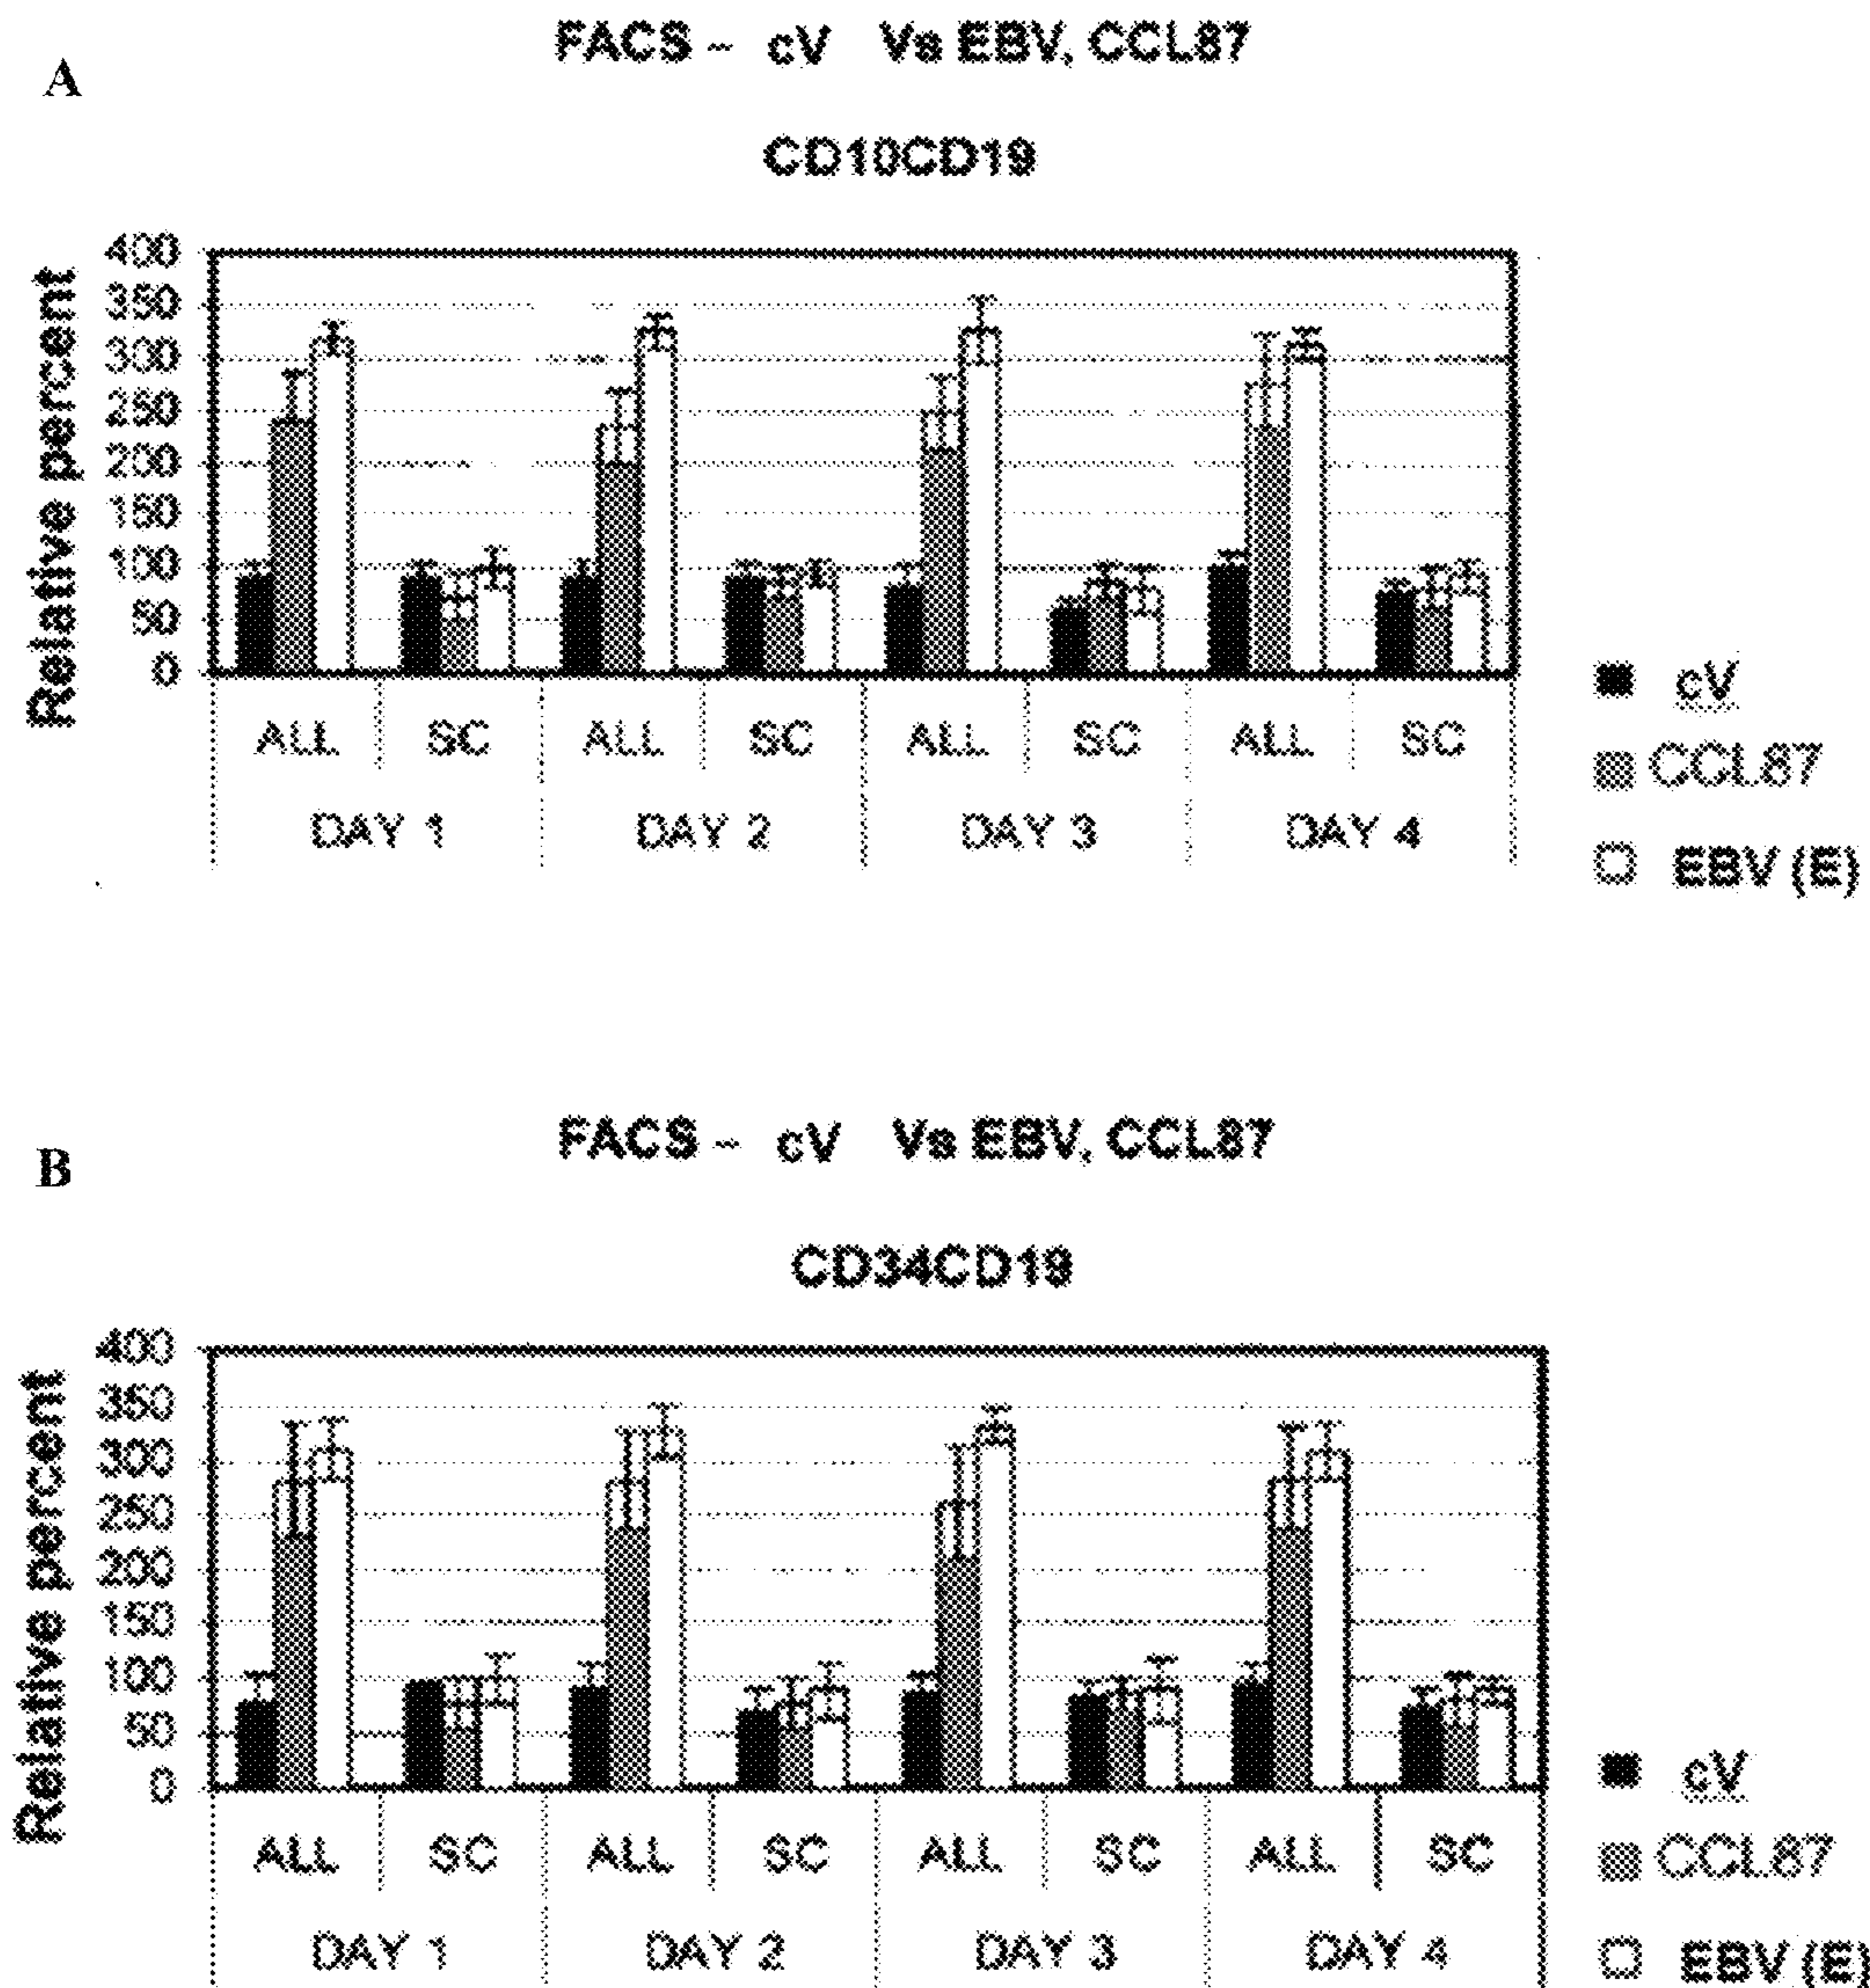 A
FACS – cV Vs EBV, CCL87
CD10CD19
Relative percent
400
350
300
250
200
150
100
50
0
ALL SC ALL SC ALL SC ALL SC
DAY 1 DAY 2 DAY 3 DAY 4
cV
CCL87
EBV (E)
B
FACS – cV Vs EBV, CCL87
CD34CD19
Relative percent
400
350
300
250
200
150
100
50
0
ALL SC ALL SC ALL SC ALL SC
DAY 1 DAY 2 DAY 3 DAY 4
cV
CCL87
EBV (E)